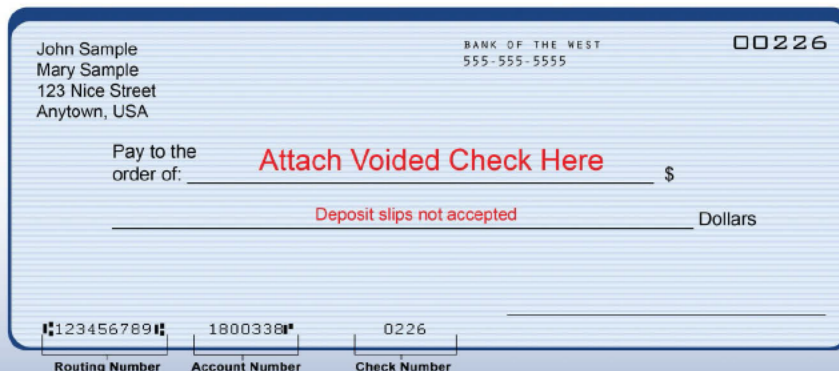 John Sample
Mary Sample
123 Nice Street
Anytown, USA
BANK OF THE WEST
555-555-5555
00226
Pay to the
order of:
Attach Voided Check Here
$
Deposit slips not accepted
Dollars
⑆123456789⑆ 1800338⑈ 0226
Routing Number Account Number Check Number